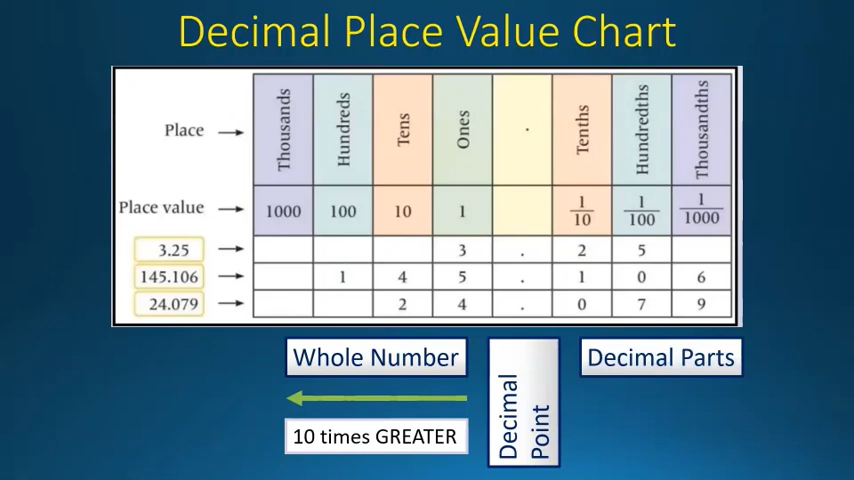 Decimal Place Value Chart
Place Thousands Hundreds Tens Ones . Tenths Hundredths Thousandths
Place value 1000 100 10 1 1/10 1/100 1/1000
3.25 3 . 2 5
145.106 1 4 5 . 1 0 6
24.079 2 4 . 0 7 9
Whole Number
Decimal
Point
Decimal Parts
10 times GREATER